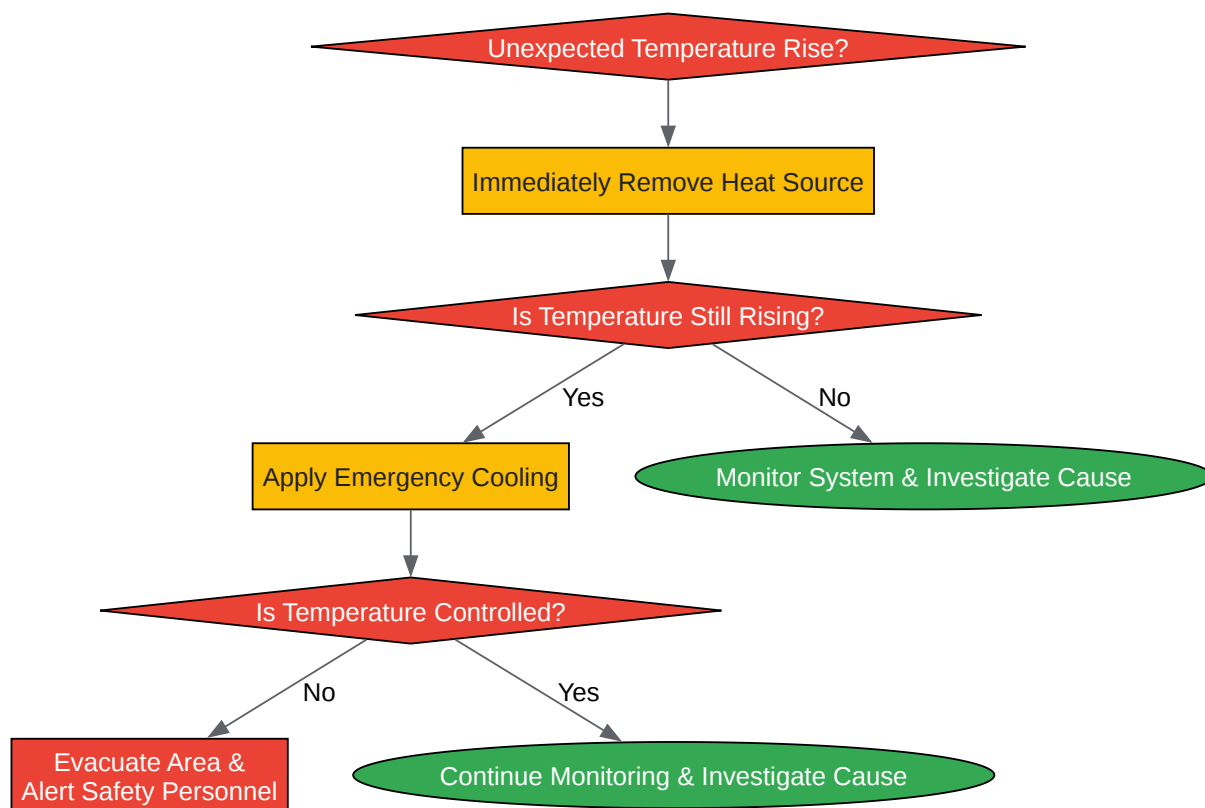 Unexpected Temperature Rise?
Immediately Remove Heat Source
Is Temperature Still Rising?
Yes
No
Apply Emergency Cooling
Monitor System & Investigate Cause
Is Temperature Controlled?
No
Yes
Evacuate Area &
Alert Safety Personnel
Continue Monitoring & Investigate Cause